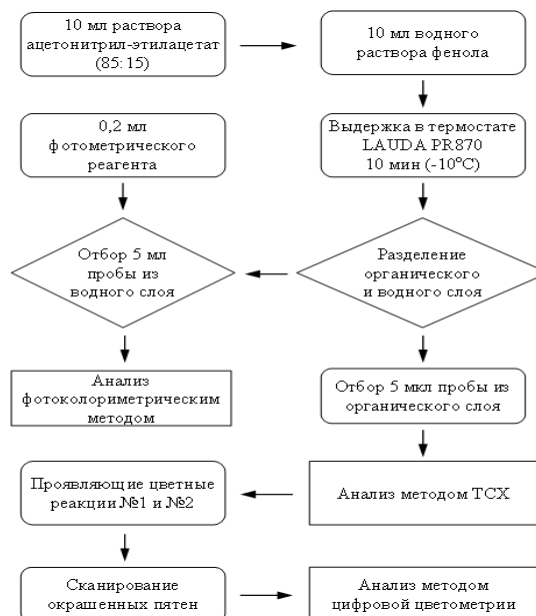 10 мл раствора
ацетонитрил-этилацетат
(85:15)
10 мл водного
раствора фенола
0,2 мл
фотометрического
реагента
Выдержка в термостате
LAUDA PR870
10 мин (-10°C)
Отбор 5 мл
пробы из
водного слоя
Разделение
органического
и водного слоя
Анализ
фотоколориметрическим
методом
Отбор 5 мкл пробы из
органического слоя
Проявляющие цветные
реакции №1 и №2
Анализ методом ТСХ
Сканирование
окрашенных пятен
Анализ методом
цифровой цветометрии